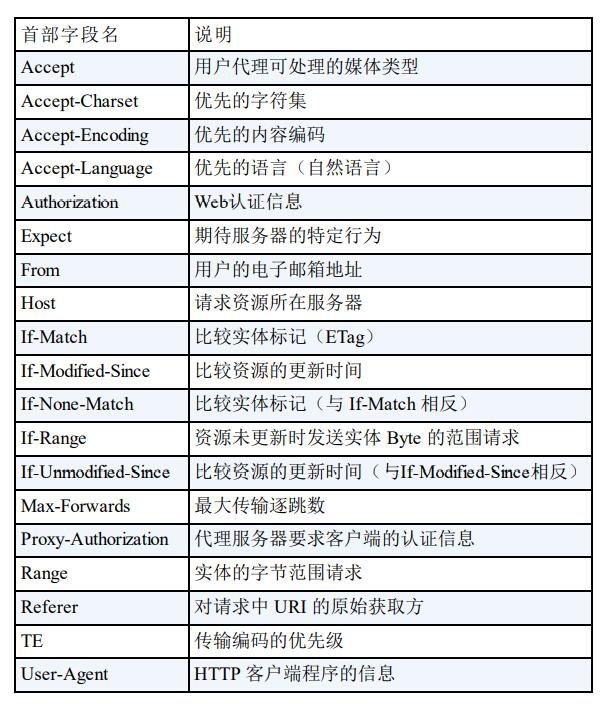 首部字段名 说明
Accept 用户代理可处理的媒体类型
Accept-Charset 优先的字符集
Accept-Encoding 优先的内容编码
Accept-Language 优先的语言（自然语言）
Authorization Web认证信息
Expect 期待服务器的特定行为
From 用户的电子邮箱地址
Host 请求资源所在服务器
If-Match 比较实体标记（ETag）
If-Modified-Since 比较资源的更新时间
If-None-Match 比较实体标记（与 If-Match 相反）
If-Range 资源未更新时发送实体 Byte 的范围请求
If-Unmodified-Since 比较资源的更新时间（与If-Modified-Since相反）
Max-Forwards 最大传输逐跳数
Proxy-Authorization 代理服务器要求客户端的认证信息
Range 实体的字节范围请求
Referer 对请求中 URI 的原始获取方
TE 传输编码的优先级
User-Agent HTTP 客户端程序的信息